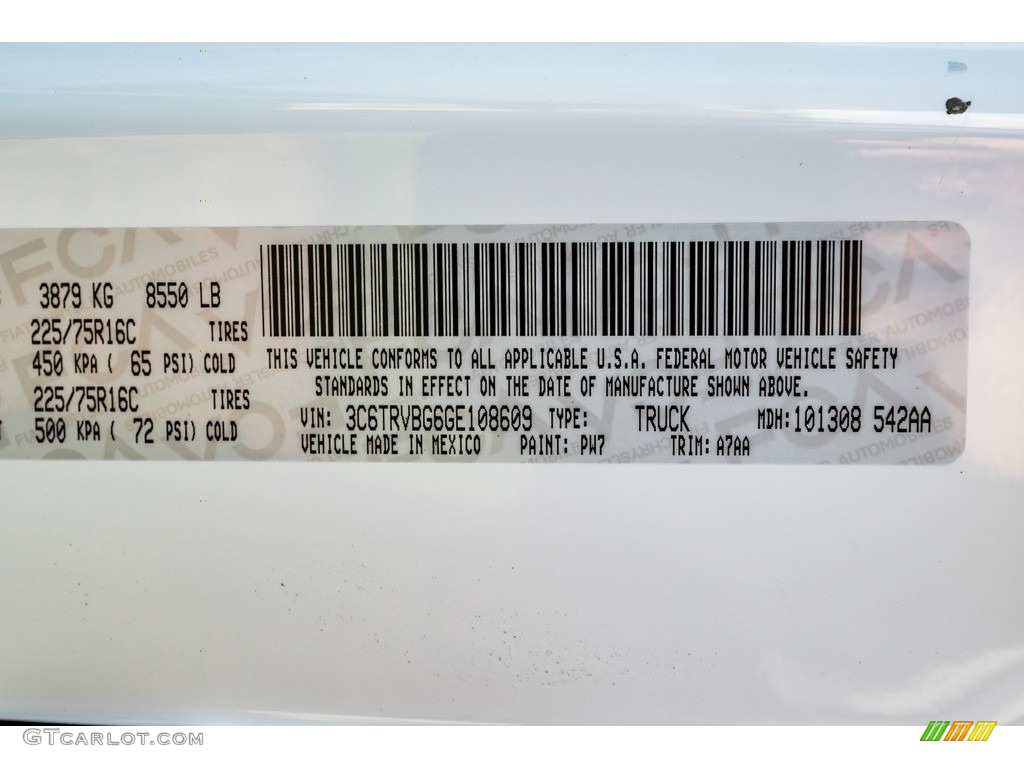 3879 KG 8550 LB
225/75R16C TIRES
450 KPA ( 65 PSI) COLD
225/75R16C TIRES
500 KPA ( 72 PSI) COLD
THIS VEHICLE CONFORMS TO ALL APPLICABLE U.S.A. FEDERAL MOTOR VEHICLE SAFETY
STANDARDS IN EFFECT ON THE DATE OF MANUFACTURE SHOWN ABOVE.
VIN: 3C6TRVBG6GE108609 TYPE: TRUCK MDH:101308 542AA
VEHICLE MADE IN MEXICO PAINT: PW7 TRIM: A7AA
FCA
AUTOMOBILES
GTCARLOT.COM